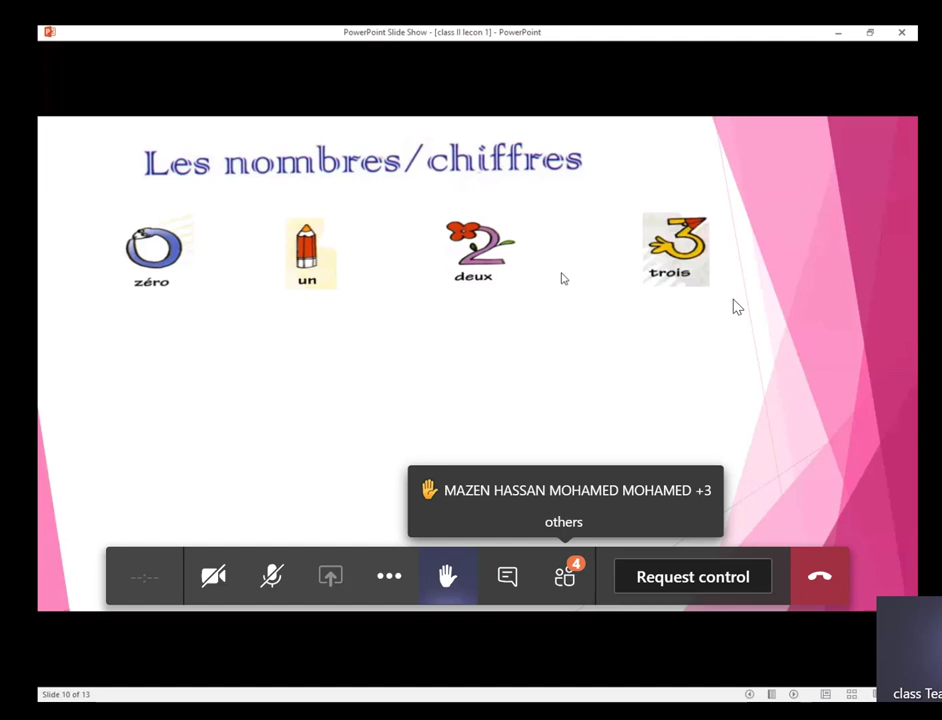 PowerPoint Slide Show - [class II lecon 1] - PowerPoint
Les nombres/chiffres
zéro
un
deux
trois
MAZEN HASSAN MOHAMED MOHAMED +3
others
--:--
4
Request control
Slide 10 of 13
class Tea